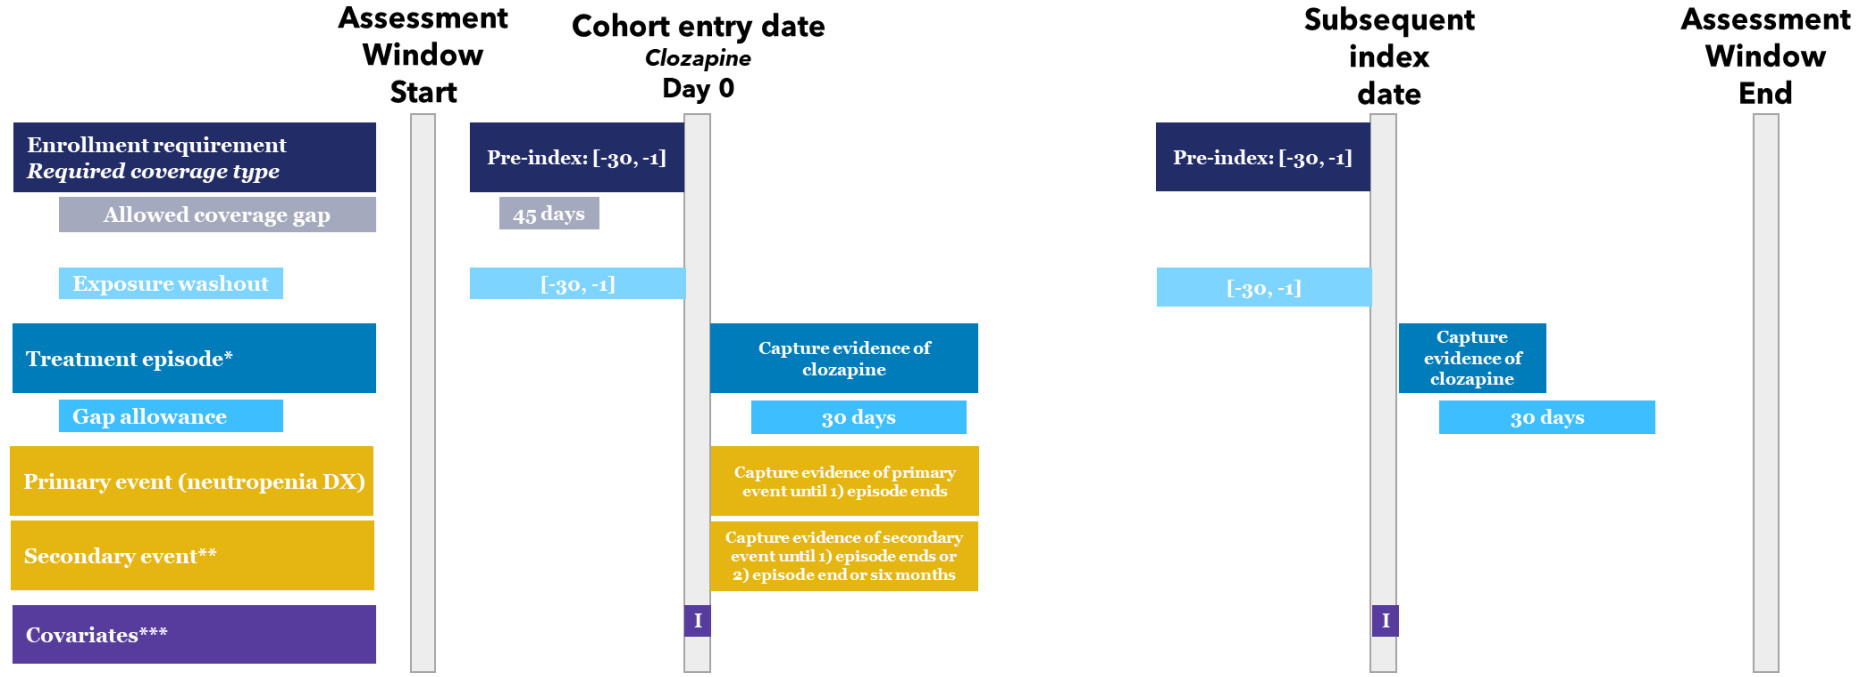 Assessment
Window
Start
Cohort entry date
Clozapine
Day 0
Subsequent
index
date
Assessment
Window
End
Enrollment requirement
Required coverage type
Pre-index: [-30, -1]
Pre-index: [-30, -1]
Allowed coverage gap
45 days
Exposure washout
[-30, -1]
[-30, -1]
Treatment episode*
Capture evidence of
clozapine
Capture
evidence of
clozapine
Gap allowance
30 days
30 days
Primary event (neutropenia DX)
Capture evidence of primary
event until 1) episode ends
Secondary event**
Capture evidence of secondary
event until 1) episode ends or
2) episode end or six months
Covariates***
I
I